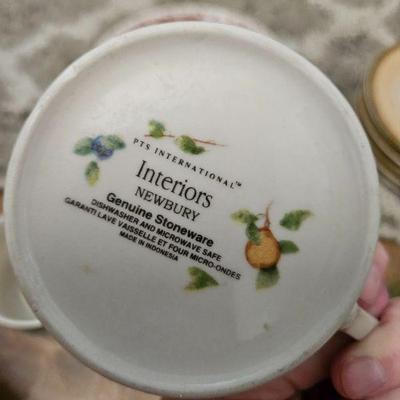 PTS INTERNATIONAL™
Interiors
NEWBURY
Genuine Stoneware
DISHWASHER AND MICROWAVE SAFE
GARANTI LAVE VAISSELLE ET FOUR MICRO-ONDES
MADE IN INDONESIA